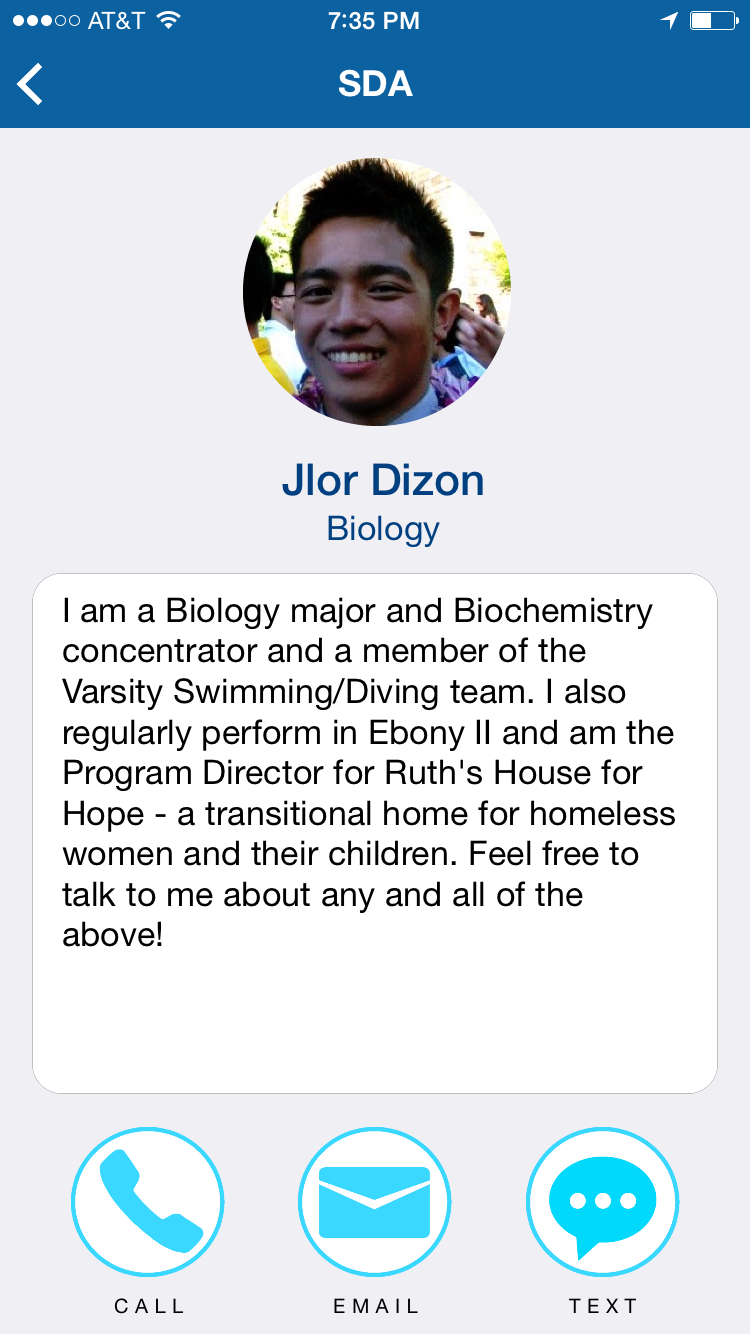 AT&T 7:35 PM
SDA
Jlor Dizon
Biology
I am a Biology major and Biochemistry
concentrator and a member of the
Varsity Swimming/Diving team. I also
regularly perform in Ebony II and am the
Program Director for Ruth's House for
Hope - a transitional home for homeless
women and their children. Feel free to
talk to me about any and all of the
above!
CALL EMAIL TEXT